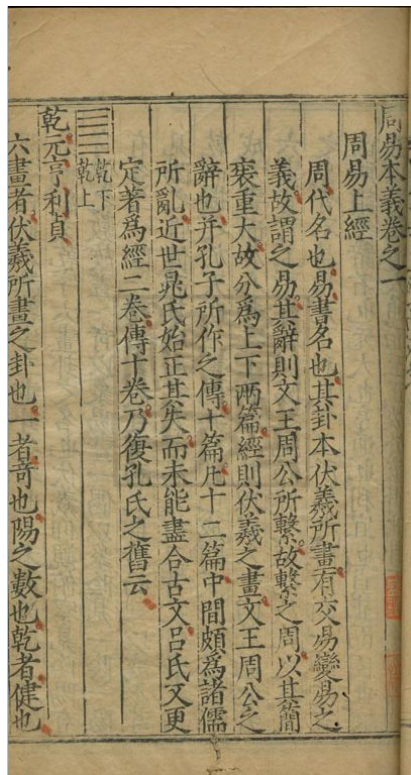 周易本義卷之一
周易上經
周代名也易書名也其卦本伏羲所畫有交易變易之
義故謂之易其辭則文王周公所繫故繫之周以其簡
袠重大故分爲上下兩篇經則伏羲之畫文王周公之
辭也并孔子所作之傳十篇凡十二篇中間頗爲諸儒
所亂近世晁氏始正其失而未能盡合古文吕氏又更
定著爲經二卷傳十卷乃復孔氏之舊云
乾下
乾上
乾元亨利貞
六畫者伏羲所畫之卦也一者竒也陽之數也乾者健也